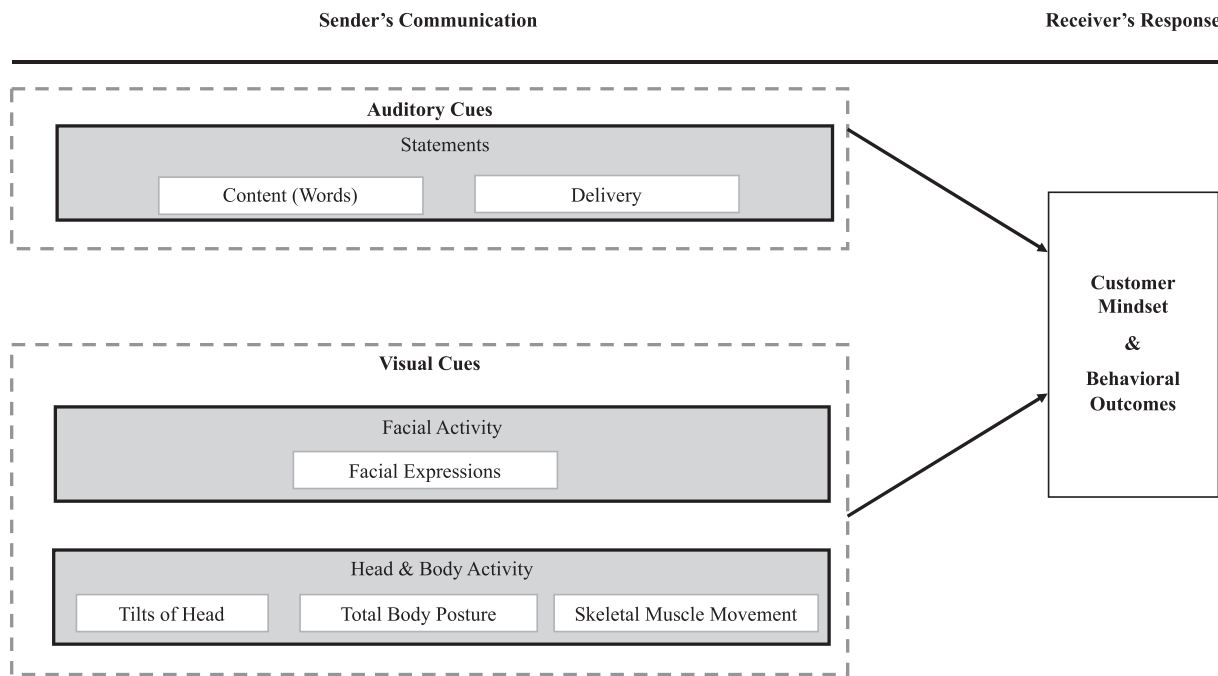 Sender’s Communication
Receiver’s Response
Auditory Cues
Statements
Content (Words)
Delivery
Visual Cues
Facial Activity
Facial Expressions
Head & Body Activity
Tilts of Head
Total Body Posture
Skeletal Muscle Movement
Customer
Mindset
&
Behavioral
Outcomes